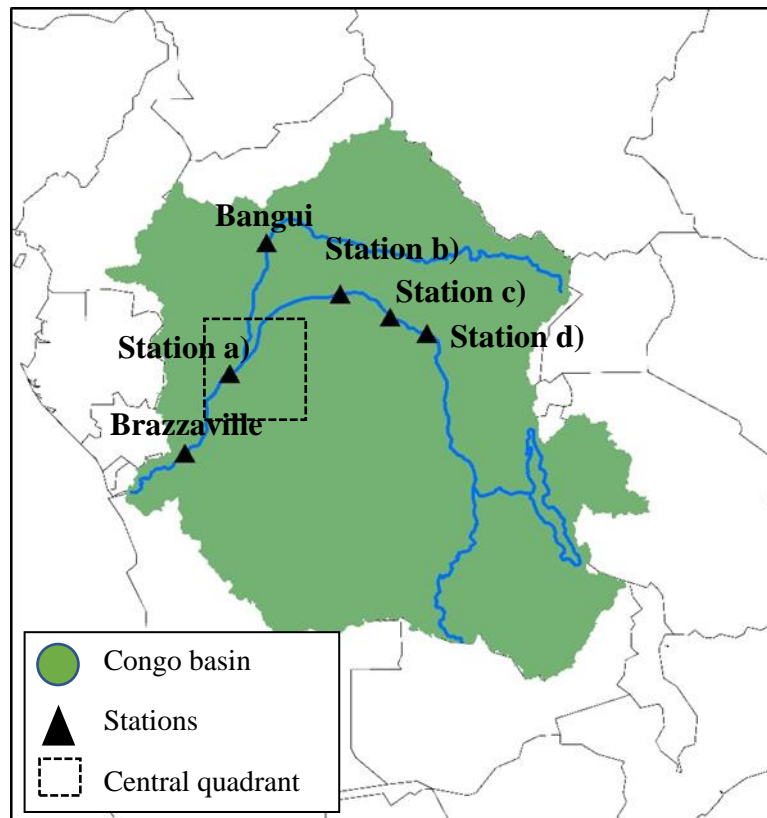 Bangui
Station b)
Station c)
Station d)
Station a)
Brazzaville
Congo basin
Stations
Central quadrant